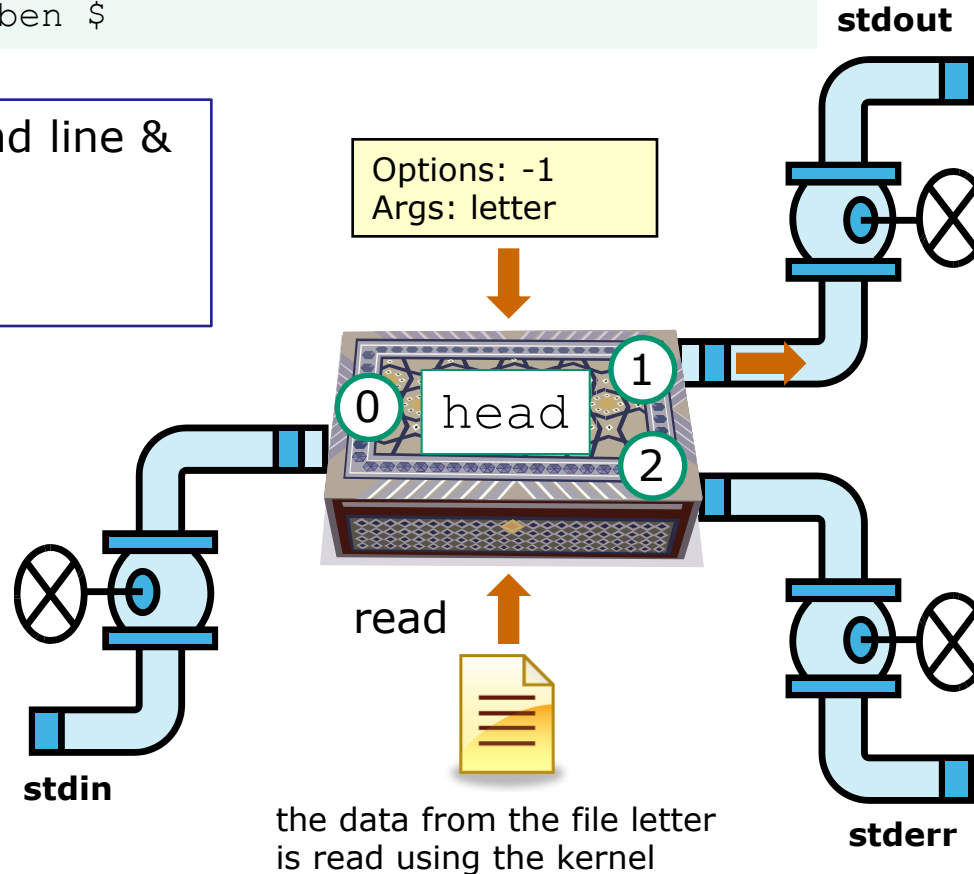 ben $
stdout
nd line &
Options: -1
Args: letter
1
0
head
2
read
stdin
the data from the file letter
is read using the kernel
stderr